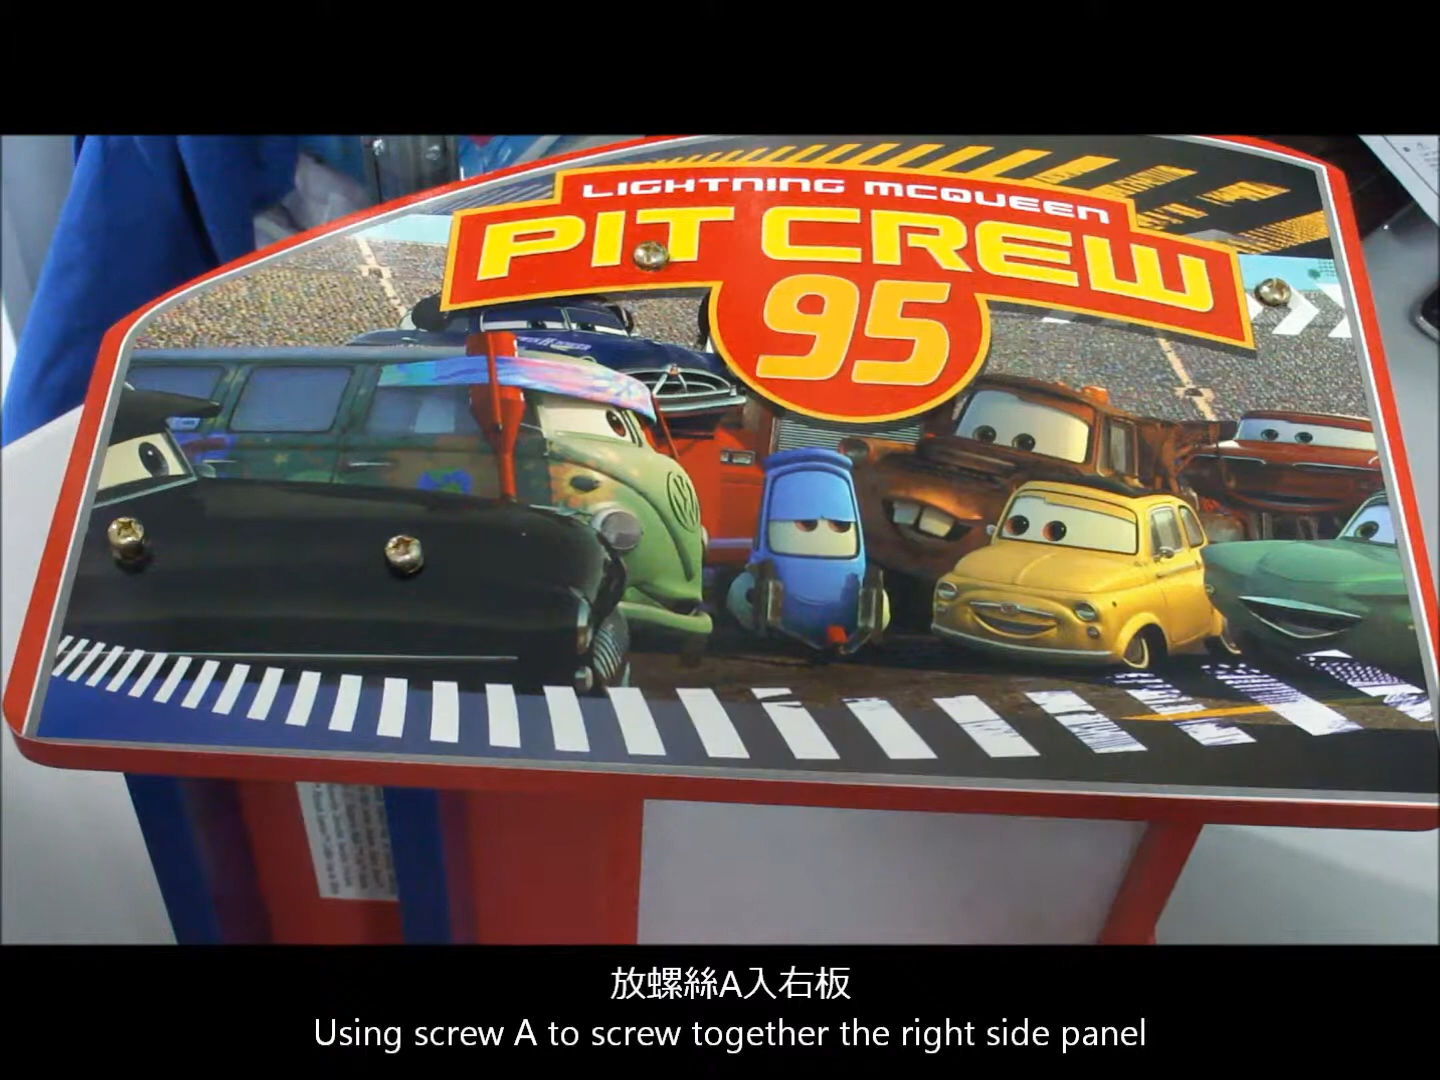 LIGHTNING MCQUEEN
PIT CREW
95
放螺絲A入右板
Using screw A to screw together the right side panel